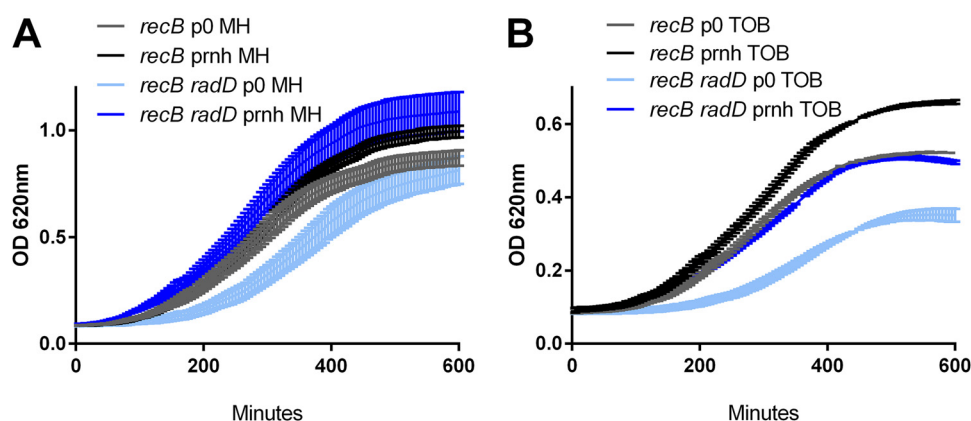 A
recB p0 MH
recB prnh MH
recB radD p0 MH
recB radD prnh MH
OD 620nm
1.0
0.5
0.0
0 200 400 600
Minutes
B
recB p0 TOB
recB prnh TOB
recB radD p0 TOB
recB radD prnh TOB
OD 620nm
0.6
0.4
0.2
0.0
0 200 400 600
Minutes